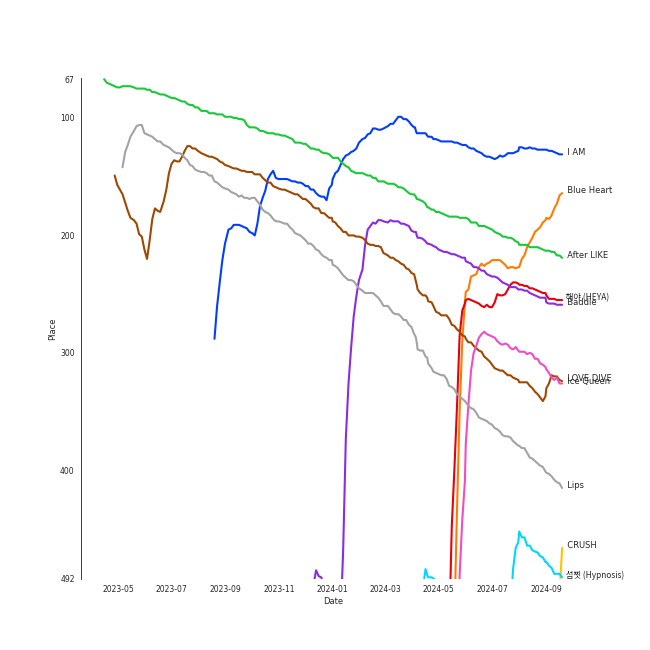 67
100
200
300
400
492
Place
2023-05
2023-07
2023-09
2023-11
2024-01
2024-03
2024-05
2024-07
2024-09
Date
I AM
Blue Heart
After LIKE
해야 (HEYA)
Baddie
LOVE DIVE
Ice Queen
Lips
CRUSH
섬찟 (Hypnosis)